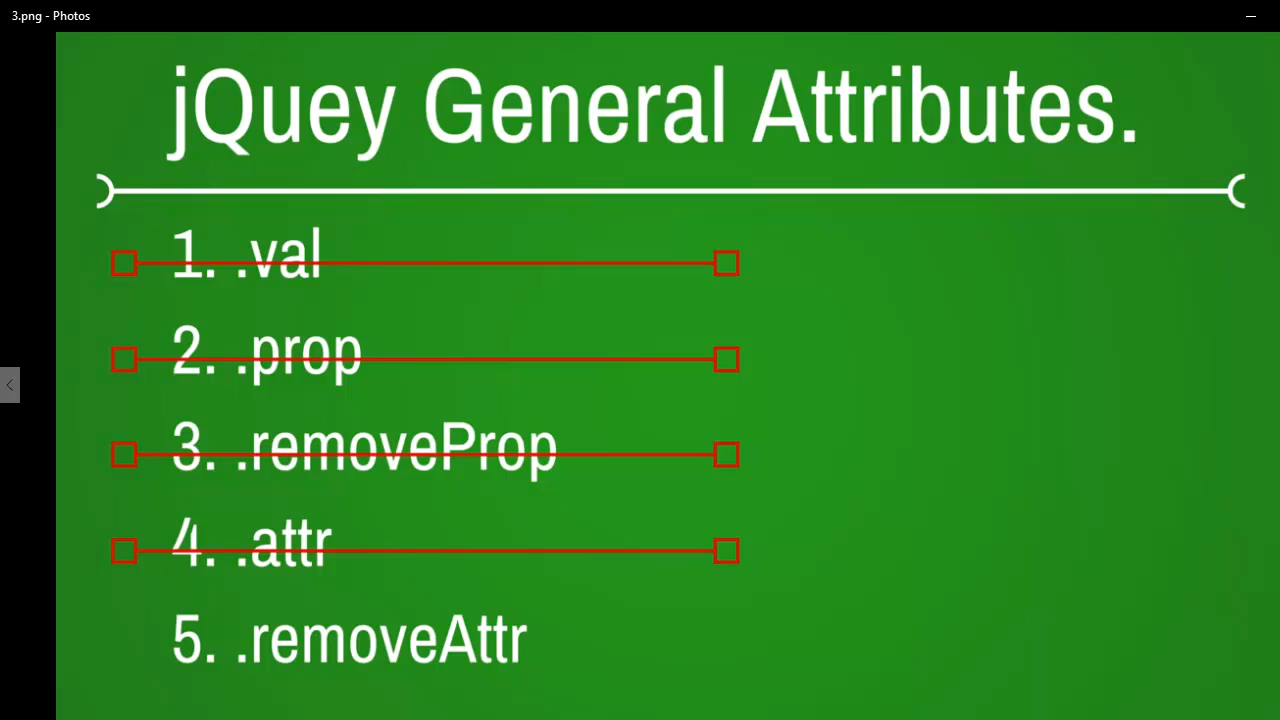 3.png - Photos
jQuey General Attributes.
1. .val
2. .prop
3. .removeProp
4. .attr
5. .removeAttr